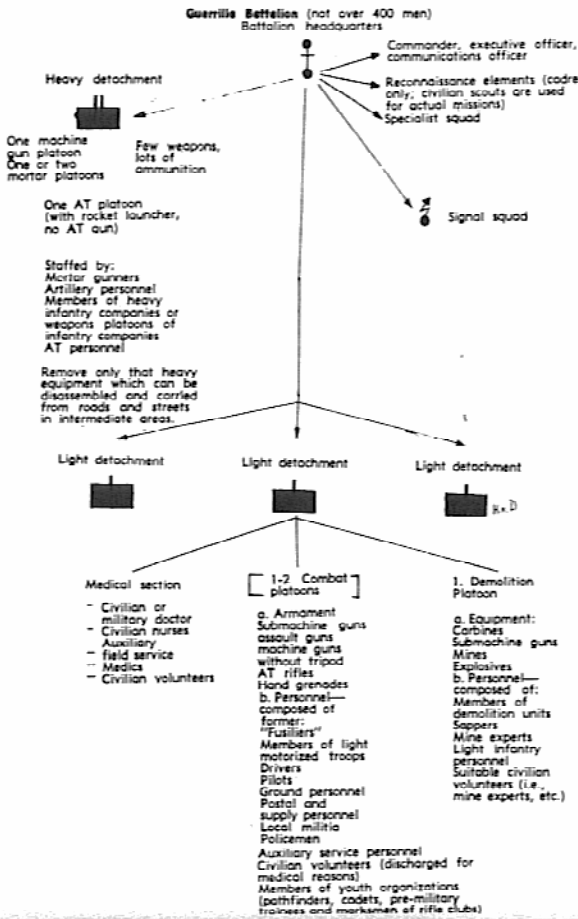 Guerrilla Battalion (not over 400 men)
Battalion headquarters
Commander, executive officer,
communications officer
Reconnaissance elements (cadre
only; civilian scouts are used
for actual missions)
Specialist squad
Signal squad
Heavy detachment
One machine
gun platoon
One or two
mortar platoons
Few weapons,
lots of
ammunition
One AT platoon
(with rocket launcher,
no AT gun)
Staffed by:
Mortar gunners
Artillery personnel
Members of heavy
infantry companies or
weapons platoons of
infantry companies
AT personnel
Remove only that heavy
equipment which can be
disassembled and carried
from roads and streets
in intermediate areas.
Light detachment
Light detachment
Light detachment
Medical section
- Civilian or
military doctor
- Civilian nurses
Auxiliary
- field service
- Medics
- Civilian volunteers
[1-2 Combat
platoons]
a. Armament
Submachine guns
assault guns
machine guns
without tripod
AT rifles
Hand grenades
b. Personnel—
composed of
former:
"Fusiliers"
Members of light
motorized troops
Drivers
Pilots
Ground personnel
Postal and
supply personnel
Local militia
Policemen
Auxiliary service personnel
Civilian volunteers (discharged for
medical reasons)
Members of youth organizations
(pathfinders, cadets, pre-military
trainees and marksmen of rifle clubs)
1. Demolition
Platoon
a. Equipment:
Carbines
Submachine guns
Mines
Explosives
b. Personnel—
composed of:
Members of
demolition units
Sappers
Mine experts
Light infantry
personnel
Suitable civilian
volunteers (i.e.,
mine experts, etc.)